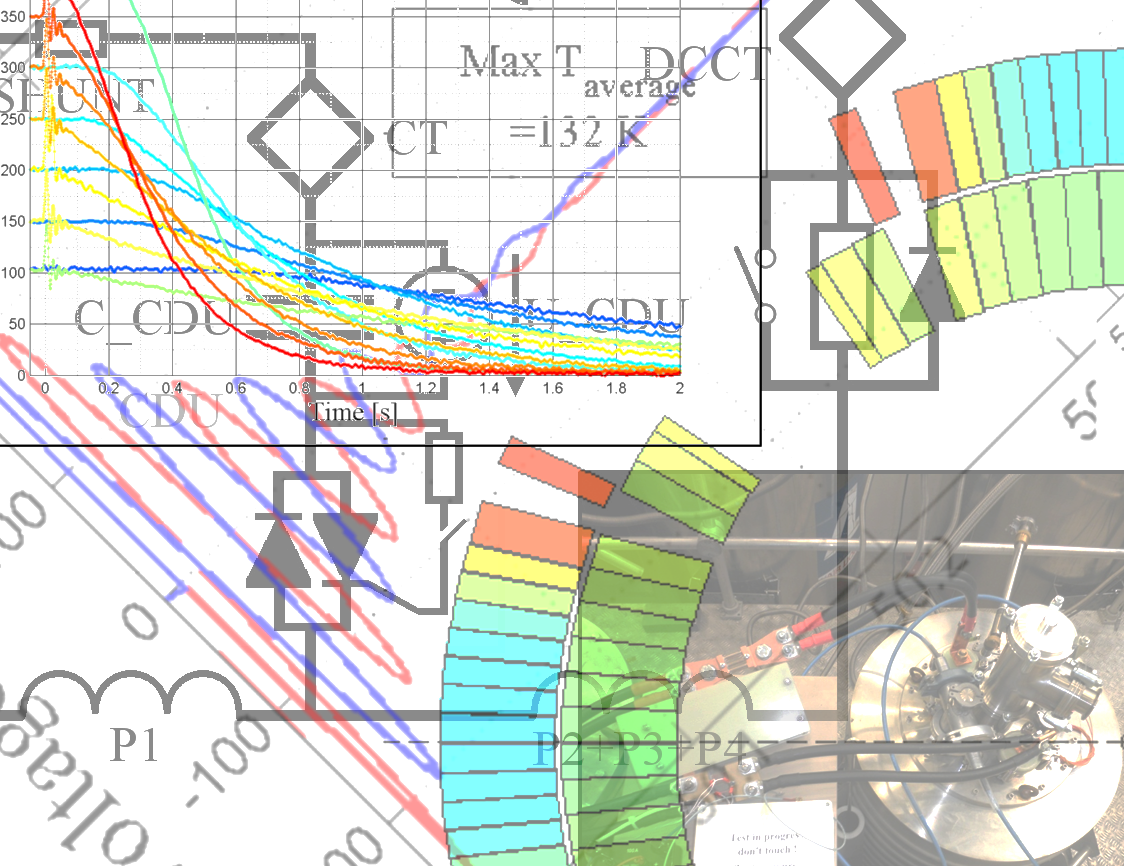 350
300
250
200
150
100
50
0
0 0.2 0.4 0.6 0.8 1 1.2 1.4 1.6 1.8 2
Time [s]
Max T average
=132 K
DCCT
SHUNT
CT
C_CDU
V_CDU
CDU
P1
P2+P3+P4
0
-100
Test in progress
don't touch !